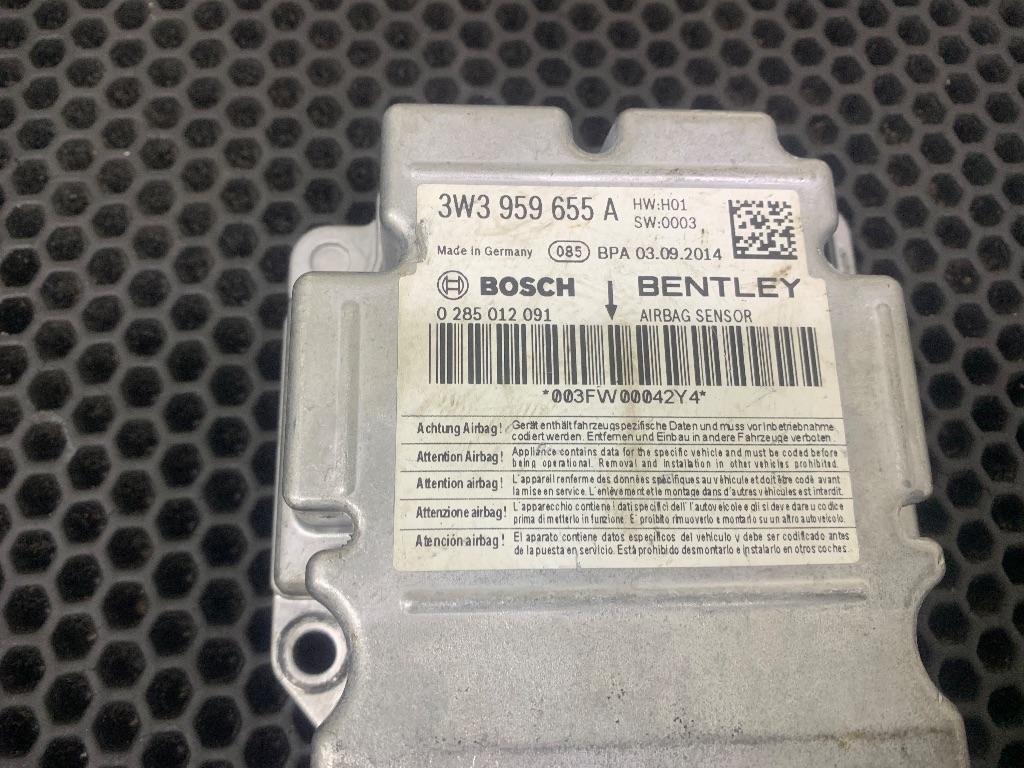 3W3 959 655 A HW:H01
SW:0003
Made in Germany 085 BPA 03.09.2014
BOSCH BENTLEY
0 285 012 091 AIRBAG SENSOR
*003FW00042Y4*
Achtung Airbag! Gerät enthält fahrzeugspezifische Daten und muss vor Inbetriebnahme
codiert werden. Entfernen und Einbau in andere Fahrzeuge verboten.
Attention Airbag! Appliance contains data for the specific vehicle and must be coded before
being operational. Removal and installation in other vehicles prohibited.
Attention airbag! L'appareil renferme des données spécifiques au véhicule et doit être codé avant
la mise en service. L'enlèvement et le montage dans d'autres véhicules est interdit.
Attenzione airbag! L'apparecchio contiene i dati specifici dell'l'autoveicolo e gli si deve dare u codice
prima di metterlo in funzione. E' proibito rimuoverlo e montarlo su un altro autoveicolo.
Atención airbag! El aparato contiene datos específicos del vehículo y debe ser codificado antes
de la puesta en servicio. Está prohibido desmontarlo e instalarlo en otros coches.